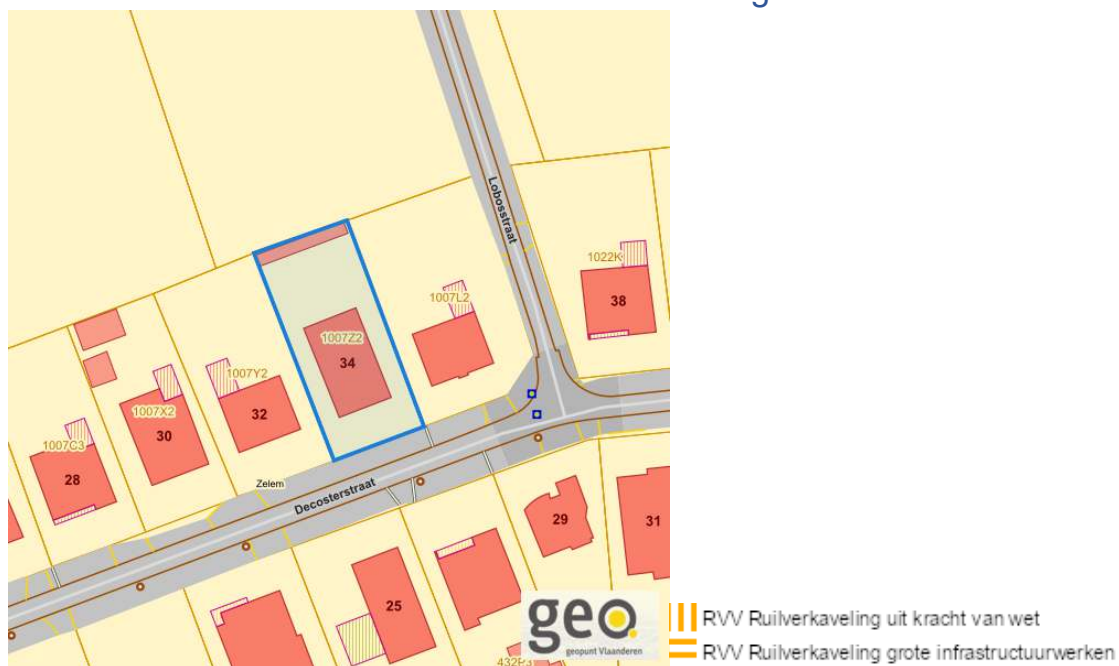 g
Lobosstraat
1022K
38
1007L2
1007Z2
34
1007Y2
32
1007X2
30
1007C3
28
Zelem
Decosterstraat
29
31
25
432P3
geo
geopunt Vlaanderen
RVV Ruilverkaveling uit kracht van wet
RVV Ruilverkaveling grote infrastructuurwerken